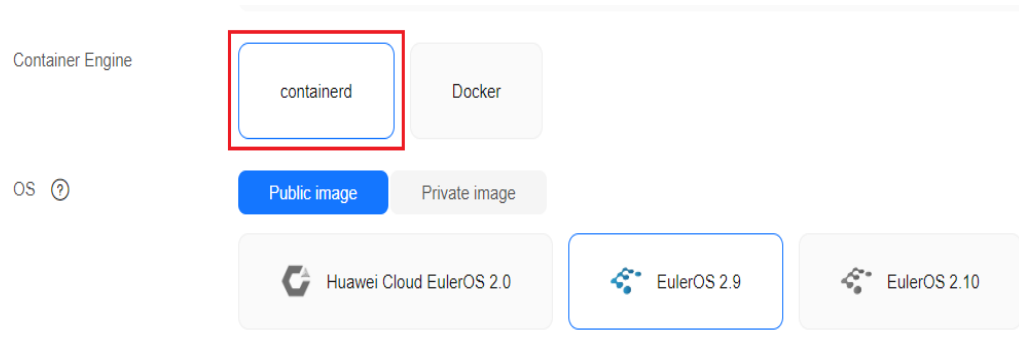 Container Engine
containerd Docker
OS ?
Public image Private image
Huawei Cloud EulerOS 2.0 EulerOS 2.9 EulerOS 2.10